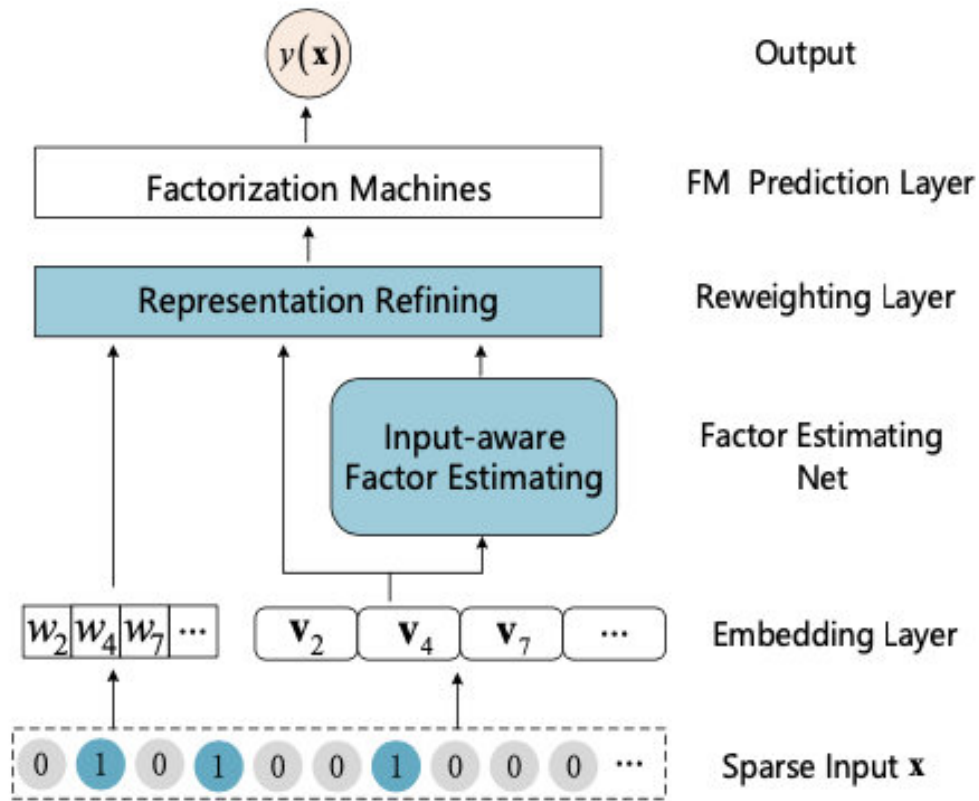 y(x) Output
Factorization Machines FM Prediction Layer
Representation Refining Reweighting Layer
Input-aware
Factor Estimating
Factor Estimating
Net
w₂ w₄ w₇ ··· v₂ v₄ v₇ ··· Embedding Layer
0 1 0 1 0 0 1 0 0 0 ··· Sparse Input x